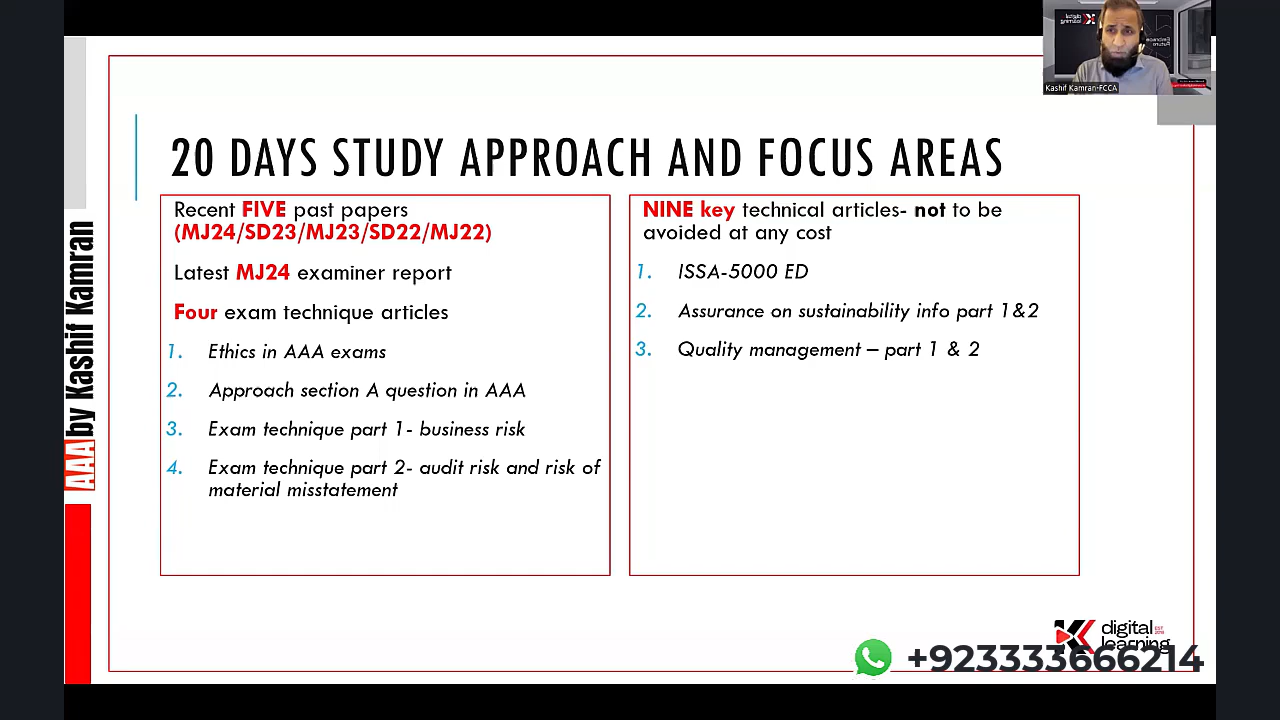 Kashif Kamran-FCCA
20 DAYS STUDY APPROACH AND FOCUS AREAS
Recent FIVE past papers
(MJ24/SD23/MJ23/SD22/MJ22)
Latest MJ24 examiner report
Four exam technique articles
1. Ethics in AAA exams
2. Approach section A question in AAA
3. Exam technique part 1- business risk
4. Exam technique part 2- audit risk and risk of
material misstatement
NINE key technical articles- not to be
avoided at any cost
1. ISSA-5000 ED
2. Assurance on sustainability info part 1&2
3. Quality management – part 1 & 2
AAA by Kashif Kamran
digital
learning
+923333666214